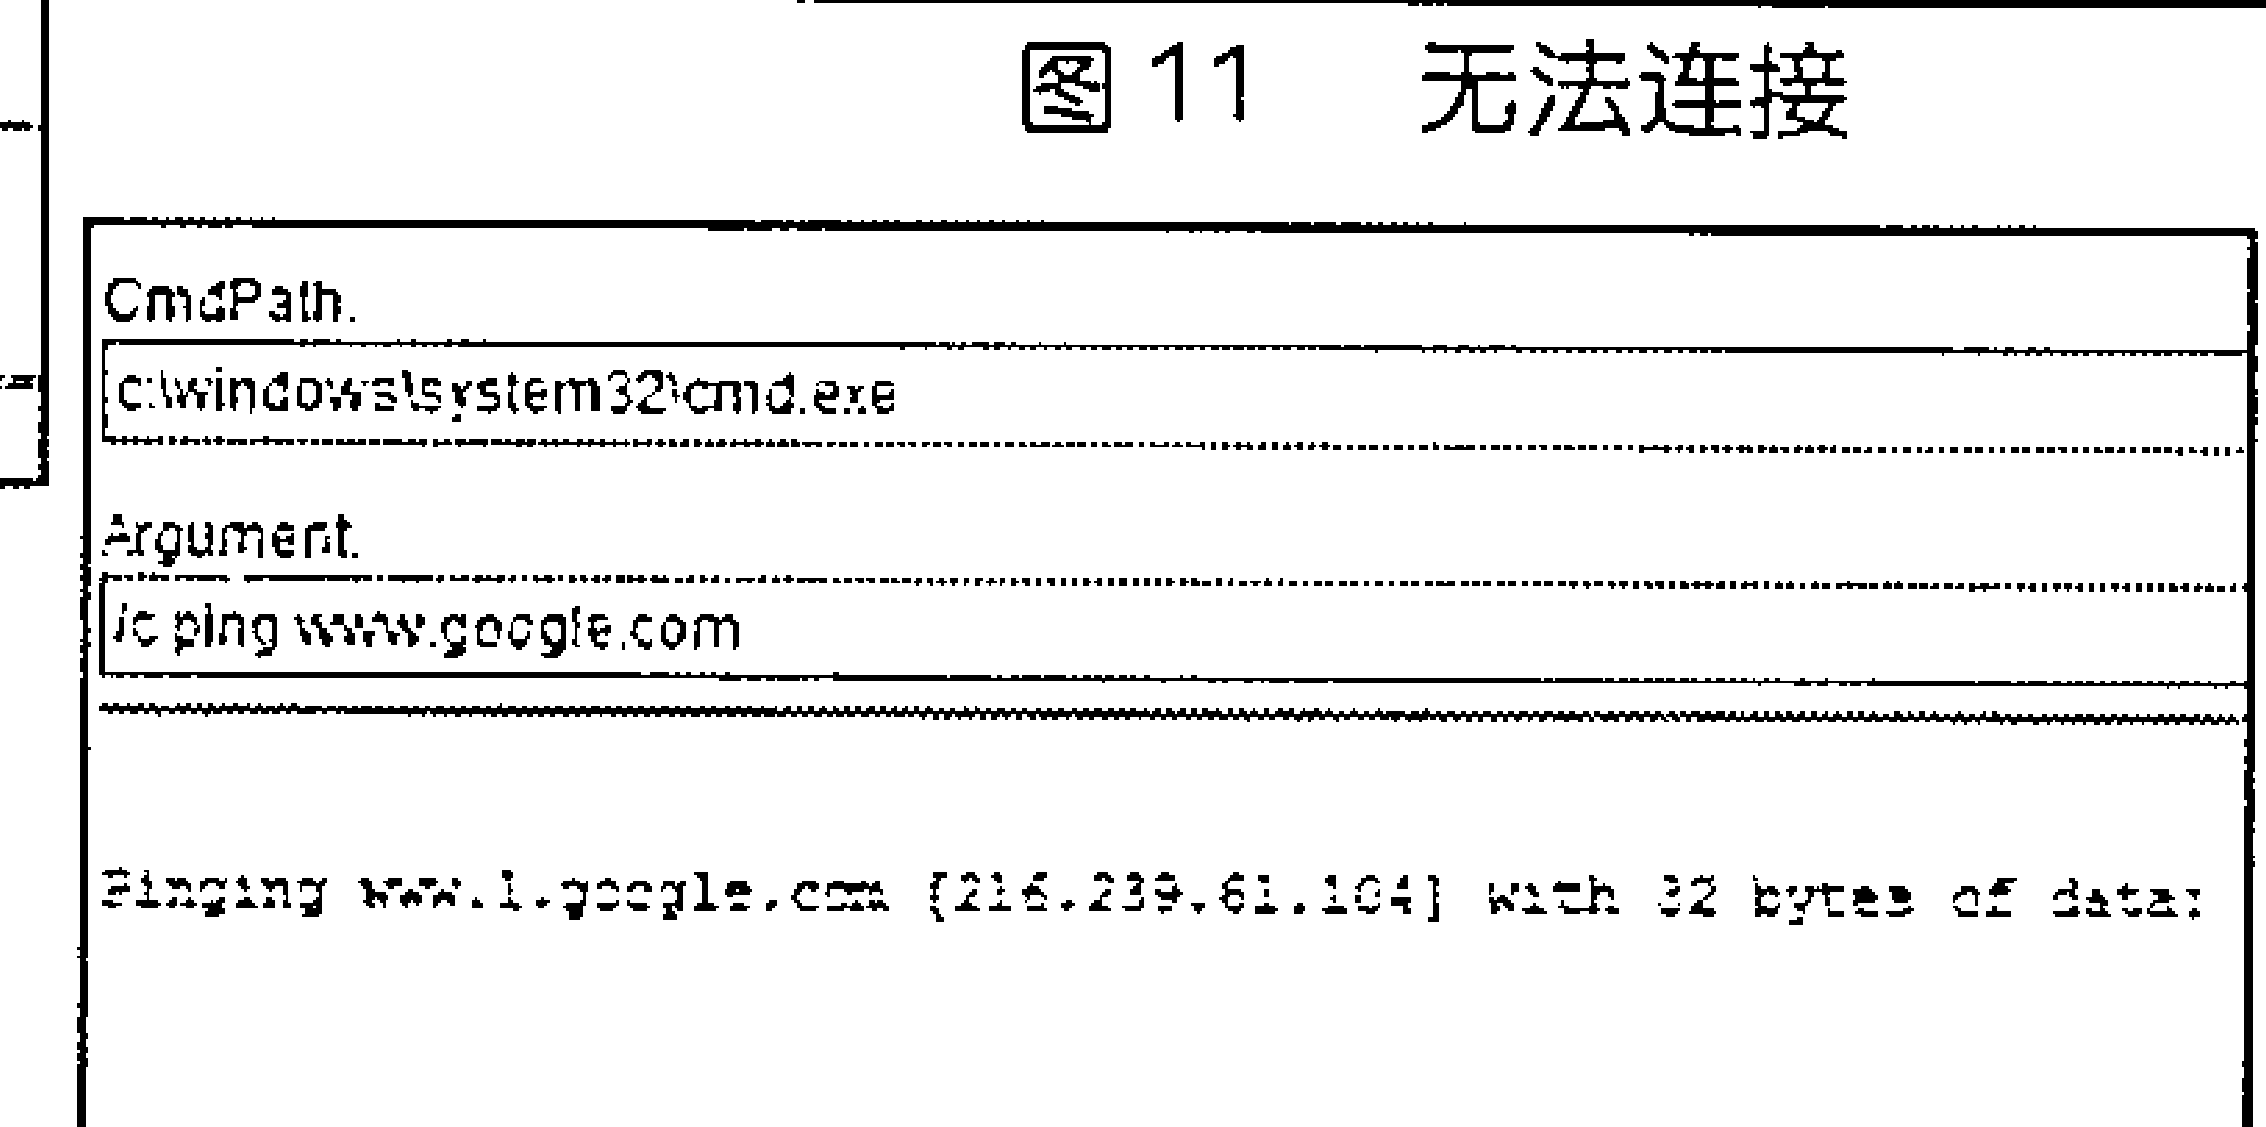 图 11 无法连接
CmdPath:
c:\windows\system32\cmd.exe
Argument:
/c ping www.google.com
Pinging www.l.google.com [216.239.61.104] with 32 bytes of data: